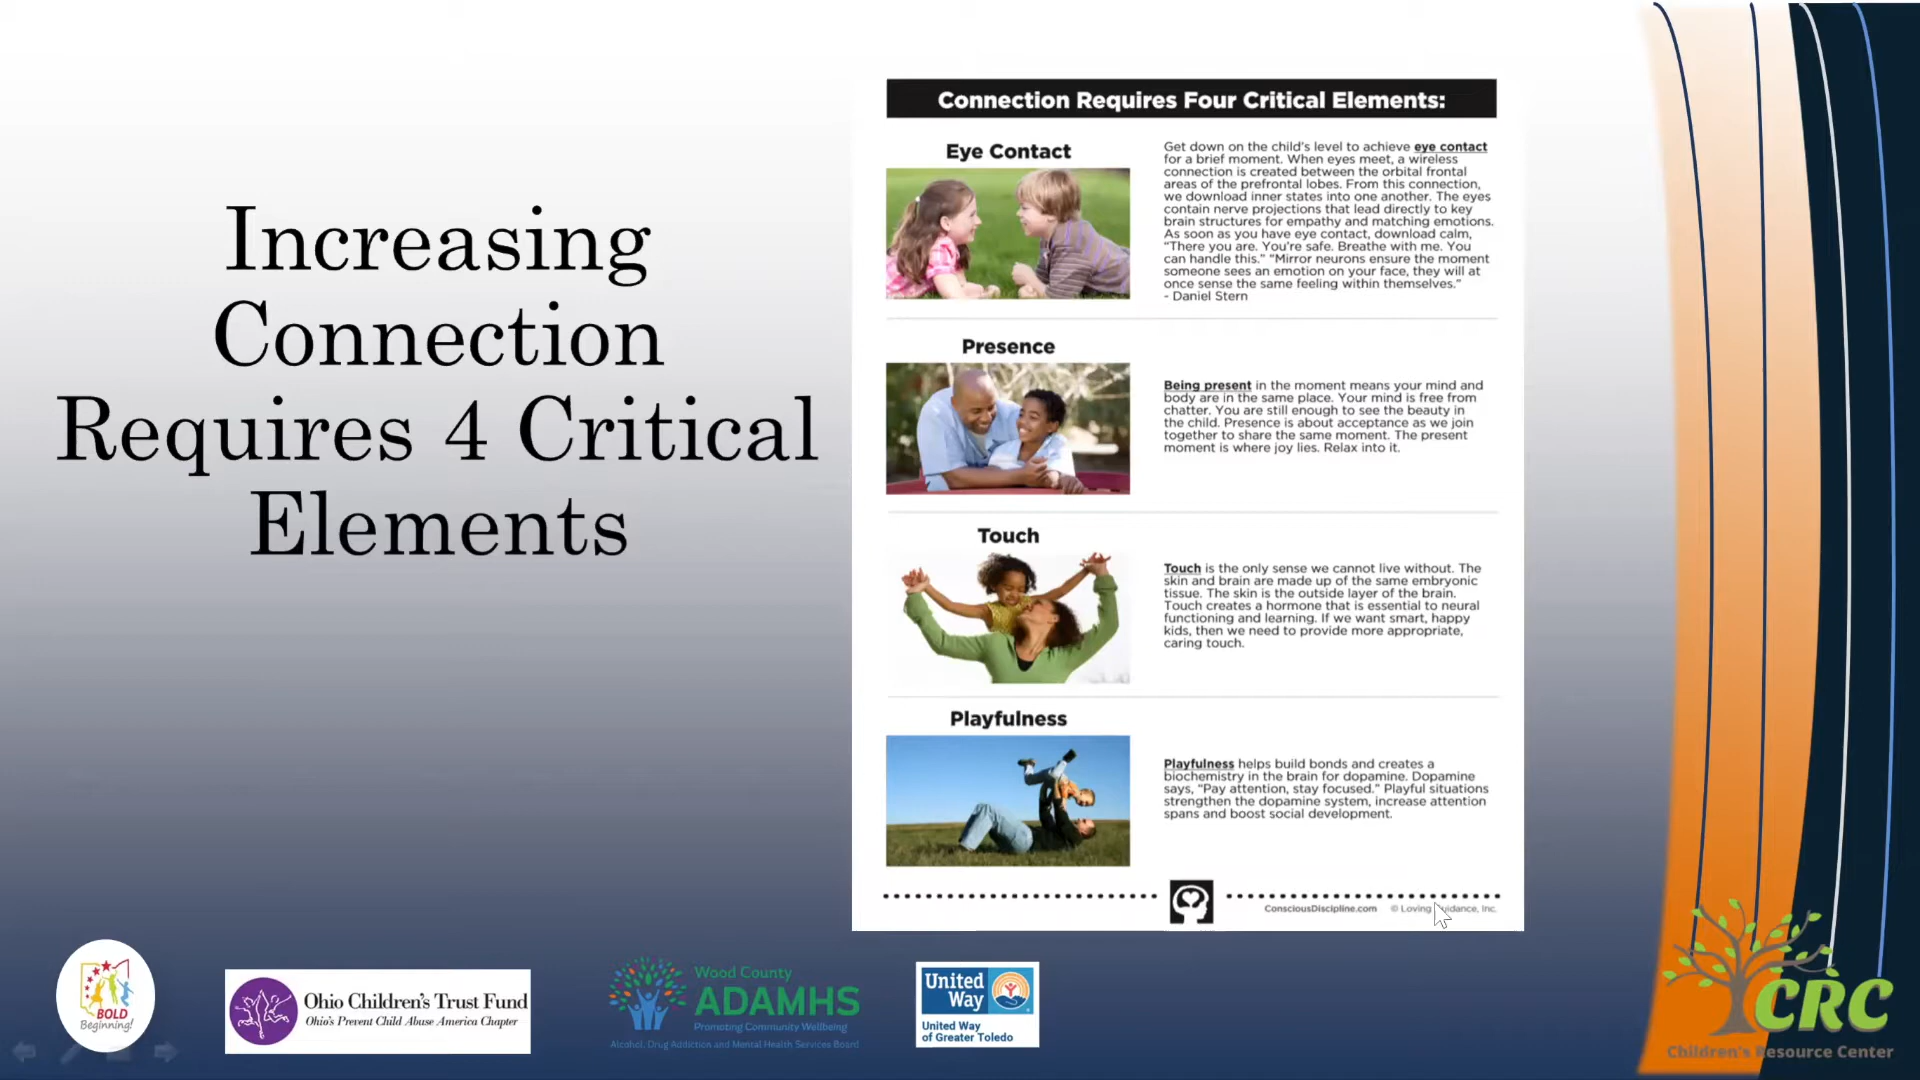 Increasing
Connection
Requires 4 Critical
Elements
Connection Requires Four Critical Elements:
Eye Contact
Get down on the child's level to achieve eye contact
for a brief moment. When eyes meet, a wireless
connection is created between the orbital frontal
areas of the prefrontal lobes. From this connection,
we download inner states into one another. The eyes
contain nerve projections that lead directly to key
brain structures for empathy and matching emotions.
As soon as you have eye contact, download calm,
"There you are. You're safe. Breathe with me. You
can handle this." "Mirror neurons ensure the moment
someone sees an emotion on your face, they will at
once sense the same feeling within themselves."
- Daniel Stern
Presence
Being present in the moment means your mind and
body are in the same place. Your mind is free from
chatter. You are still enough to see the beauty in
the child. Presence is about acceptance as we join
together to share the same moment. The present
moment is where joy lies. Relax into it.
Touch
Touch is the only sense we cannot live without. The
skin and brain are made up of the same embryonic
tissue. The skin is the outside layer of the brain.
Touch creates a hormone that is essential to neural
functioning and learning. If we want smart, happy
kids, then we need to provide more appropriate,
caring touch.
Playfulness
Playfulness helps build bonds and creates a
biochemistry in the brain for dopamine. Dopamine
says, "Pay attention, stay focused." Playful situations
strengthen the dopamine system, increase attention
spans and boost social development.
ConsciousDiscipline.com © Loving Guidance, Inc.
BOLD
Beginning!
Ohio Children's Trust Fund
Ohio's Prevent Child Abuse America Chapter
Wood County
ADAMHS
Promoting Community Wellbeing
Alcohol, Drug Addiction and Mental Health Services Board
United
Way
United Way
of Greater Toledo
CRC
Children's Resource Center